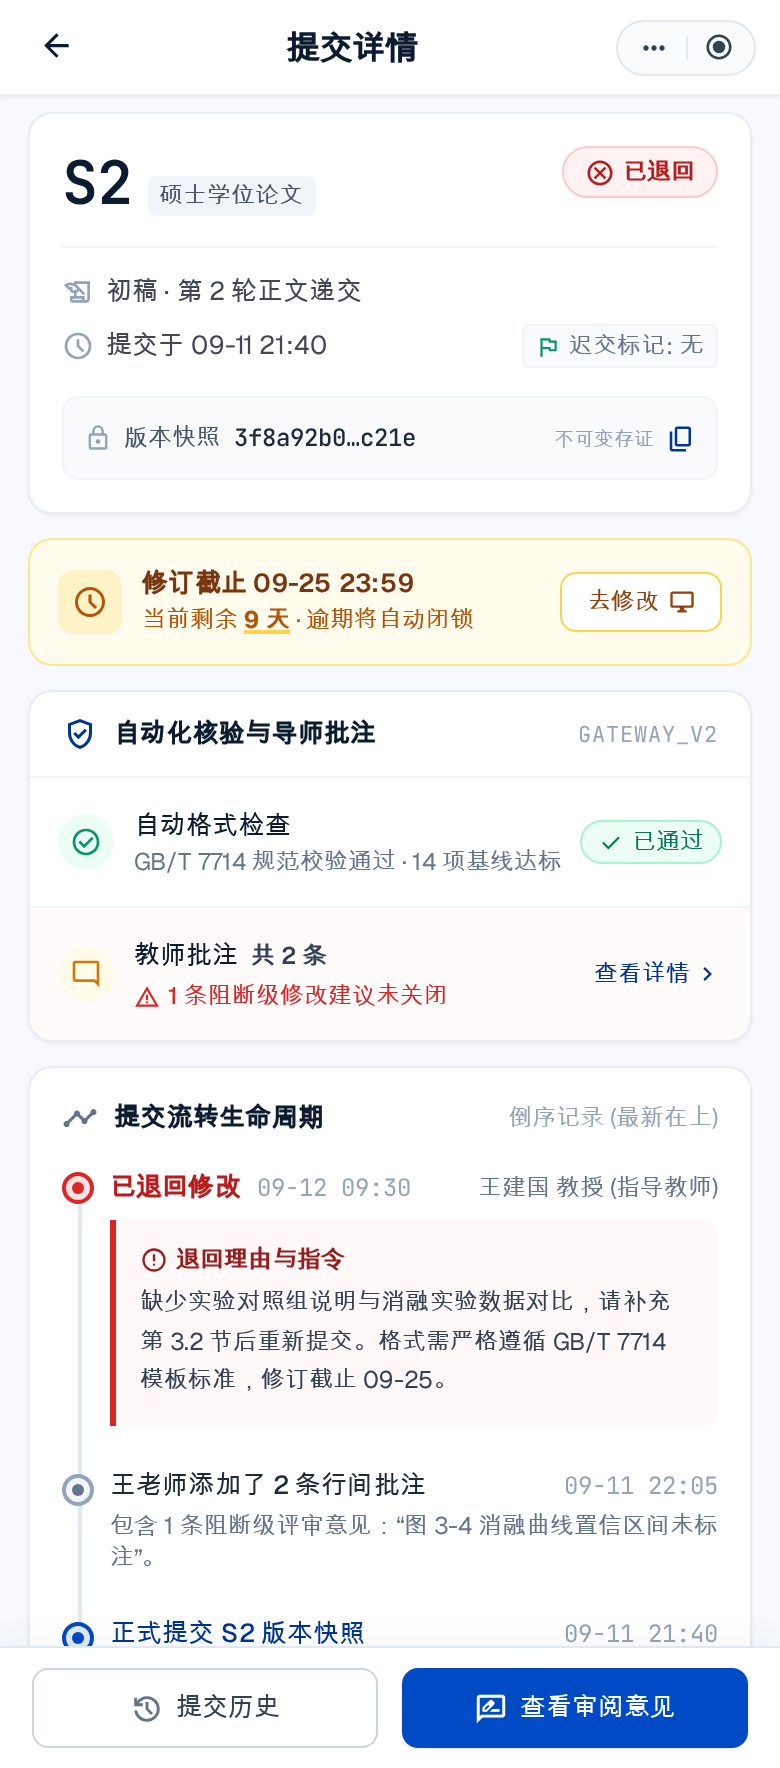 提交详情
S2 硕士学位论文 已退回
初稿 · 第 2 轮正文递交
提交于 09-11 21:40 迟交标记: 无
版本快照 3f8a92b0…c21e 不可变存证
修订截止 09-25 23:59
当前剩余 9 天 · 逾期将自动闭锁
去修改
自动化核验与导师批注 GATEWAY_V2
自动格式检查
GB/T 7714 规范校验通过 · 14 项基线达标
已通过
教师批注 共 2 条
1 条阻断级修改建议未关闭
查看详情
提交流转生命周期 倒序记录 (最新在上)
已退回修改 09-12 09:30 王建国 教授 (指导教师)
退回理由与指令
缺少实验对照组说明与消融实验数据对比，请补充
第 3.2 节后重新提交。格式需严格遵循 GB/T 7714
模板标准，修订截止 09-25。
王老师添加了 2 条行间批注 09-11 22:05
包含 1 条阻断级评审意见：“图 3-4 消融曲线置信区间未标
注”。
正式提交 S2 版本快照 09-11 21:40
提交历史 查看审阅意见